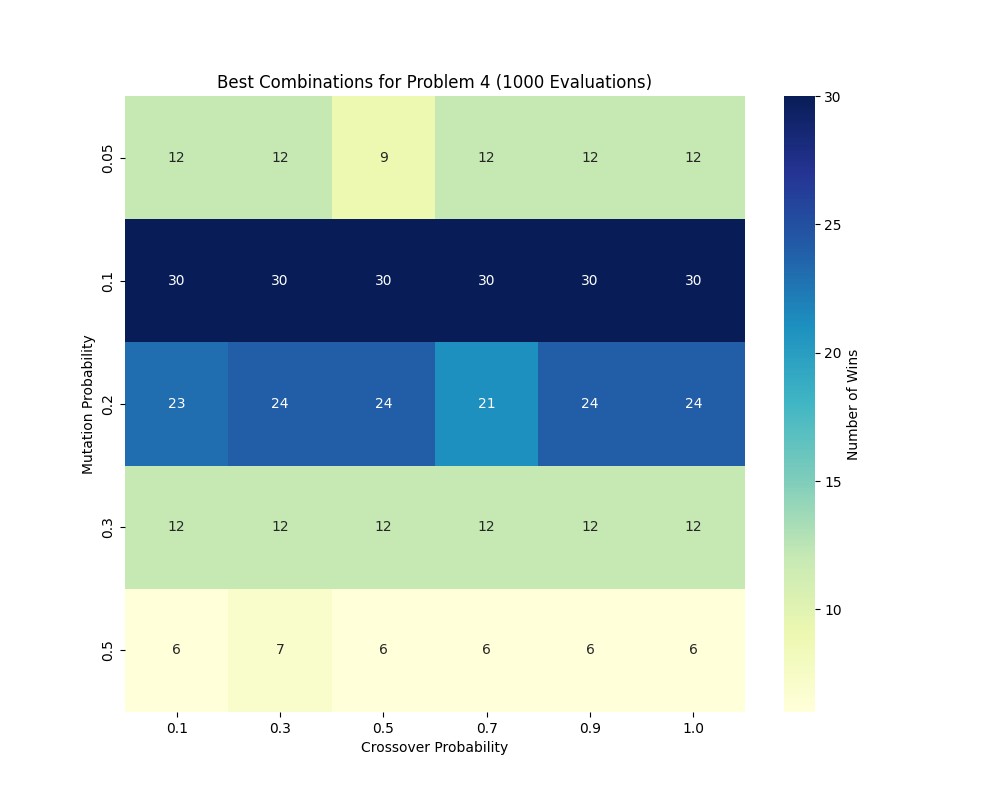 Best Combinations for Problem 4 (1000 Evaluations)
0.05 12 12 9 12 12 12
0.1 30 30 30 30 30 30
0.2 23 24 24 21 24 24
0.3 12 12 12 12 12 12
0.5 6 7 6 6 6 6
0.1 0.3 0.5 0.7 0.9 1.0
Crossover Probability
Mutation Probability
30
25
20
15
10
Number of Wins